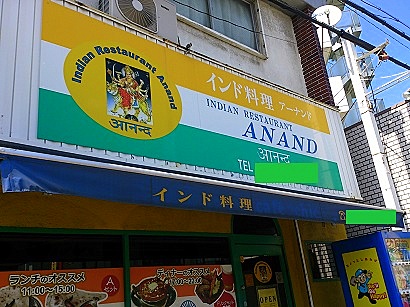 Indian Restaurant Anand
आनन्द
インド料理 アーナンド
INDIAN RESTAURANT
ANAND
आनन्द
TEL
インド料理
ランチのオススメ
11:00~15:00
A
ディナーのオススメ
OPEN